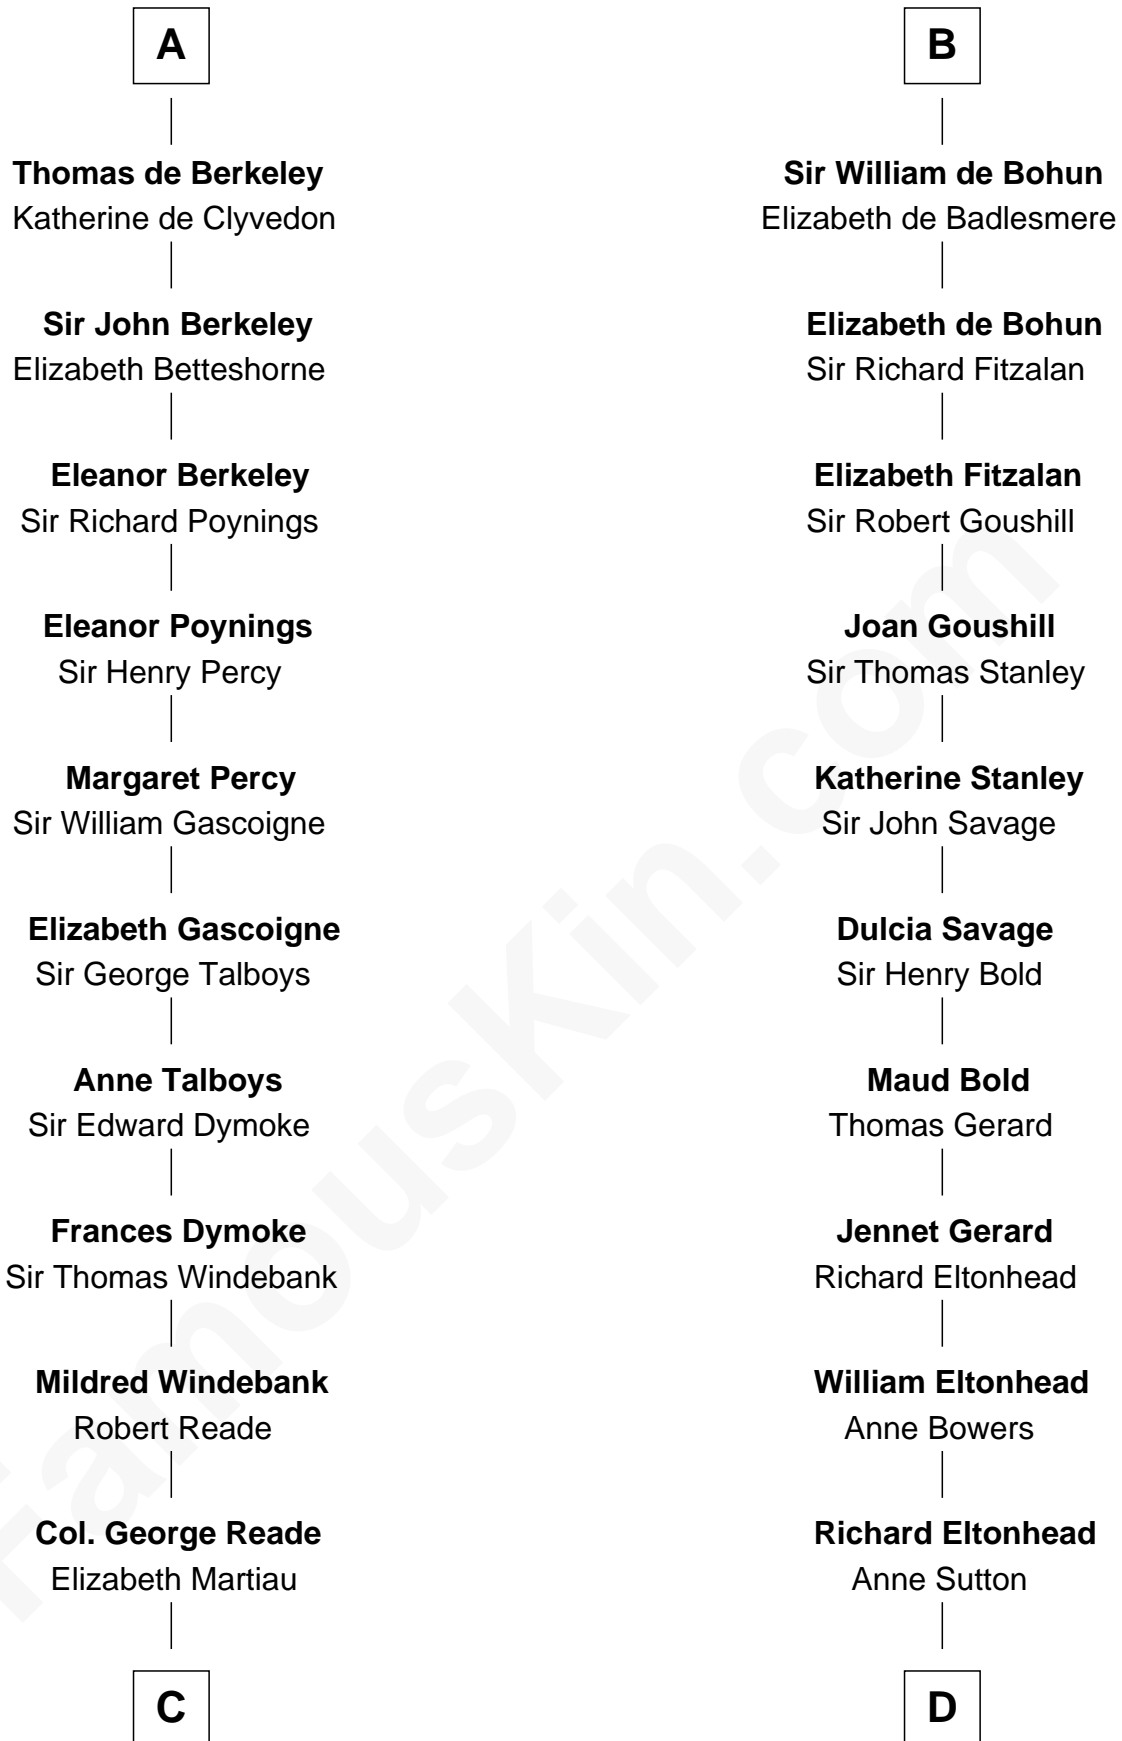 A
Thomas de Berkeley
Katherine de Clyvedon
Sir John Berkeley
Elizabeth Betteshorne
Eleanor Berkeley
Sir Richard Poynings
Eleanor Poynings
Sir Henry Percy
Margaret Percy
Sir William Gascoigne
Elizabeth Gascoigne
Sir George Talboys
Anne Talboys
Sir Edward Dymoke
Frances Dymoke
Sir Thomas Windebank
Mildred Windebank
Robert Reade
Col. George Reade
Elizabeth Martiau
C
B
Sir William de Bohun
Elizabeth de Badlesmere
Elizabeth de Bohun
Sir Richard Fitzalan
Elizabeth Fitzalan
Sir Robert Goushill
Joan Goushill
Sir Thomas Stanley
Katherine Stanley
Sir John Savage
Dulcia Savage
Sir Henry Bold
Maud Bold
Thomas Gerard
Jennet Gerard
Richard Eltonhead
William Eltonhead
Anne Bowers
Richard Eltonhead
Anne Sutton
D
FamousKin.com